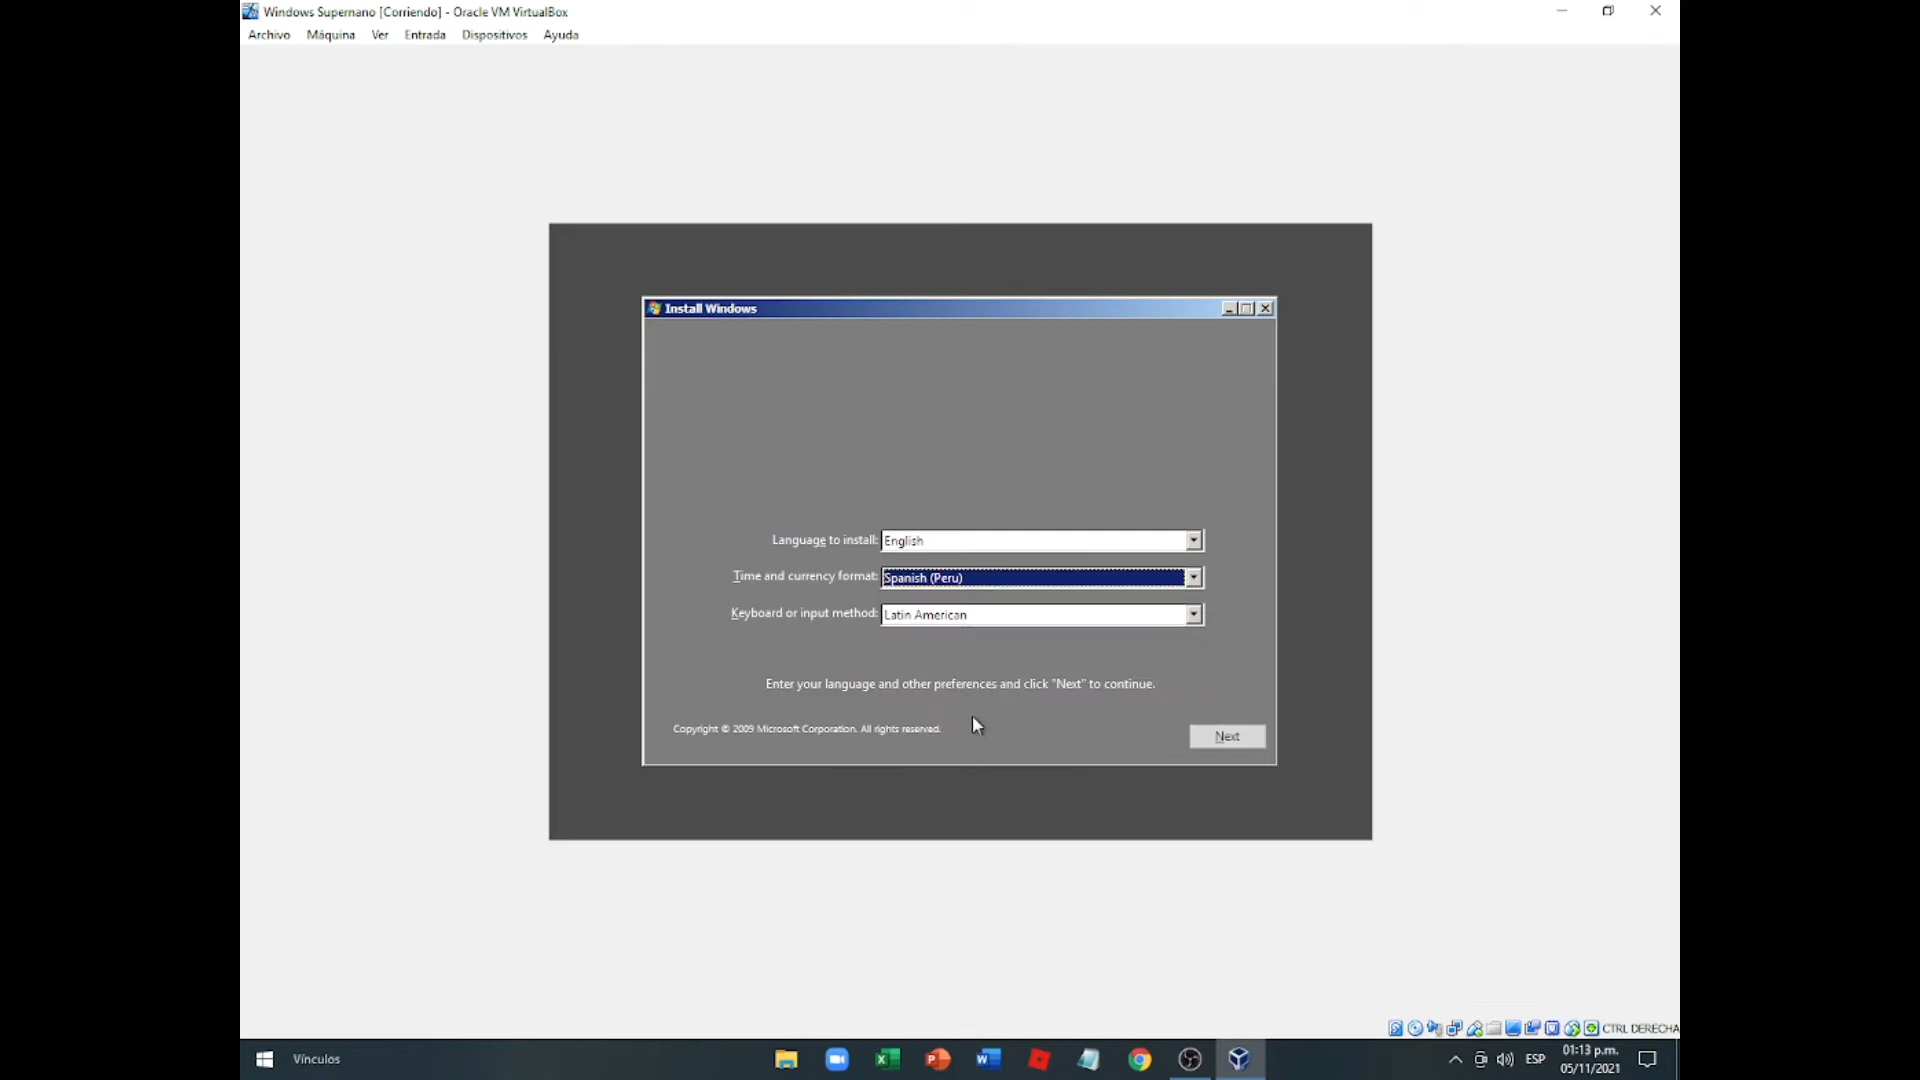 Windows Supernano [Corriendo] - Oracle VM VirtualBox
Archivo Máquina Ver Entrada Dispositivos Ayuda
Install Windows
Language to install: English
Time and currency format: Spanish (Peru)
Keyboard or input method: Latin American
Enter your language and other preferences and click "Next" to continue.
Copyright © 2009 Microsoft Corporation. All rights reserved.
Next
CTRL DERECHA
Vínculos
ESP
01:13 p.m.
05/11/2021